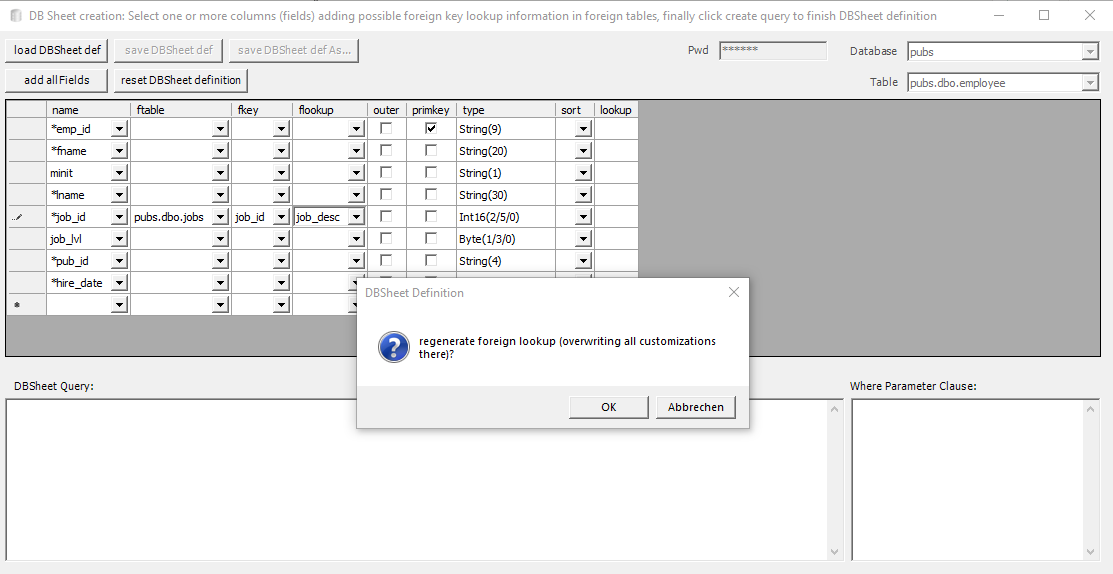 DB Sheet creation: Select one or more columns (fields) adding possible foreign key lookup information in foreign tables, finally click create query to finish DBSheet definition
load DBSheet def save DBSheet def save DBSheet def As... Pwd ****** Database pubs
add all Fields reset DBSheet definition Table pubs.dbo.employee
name ftable fkey flookup outer primkey type sort lookup
*emp_id String(9)
*fname String(20)
minit String(1)
*lname String(30)
*job_id pubs.dbo.jobs job_id job_desc Int16(2/5/0)
job_lvl Byte(1/3/0)
*pub_id String(4)
*hire_date
*
DBSheet Definition
regenerate foreign lookup (overwriting all customizations
there)?
OK Abbrechen
DBSheet Query: Where Parameter Clause: